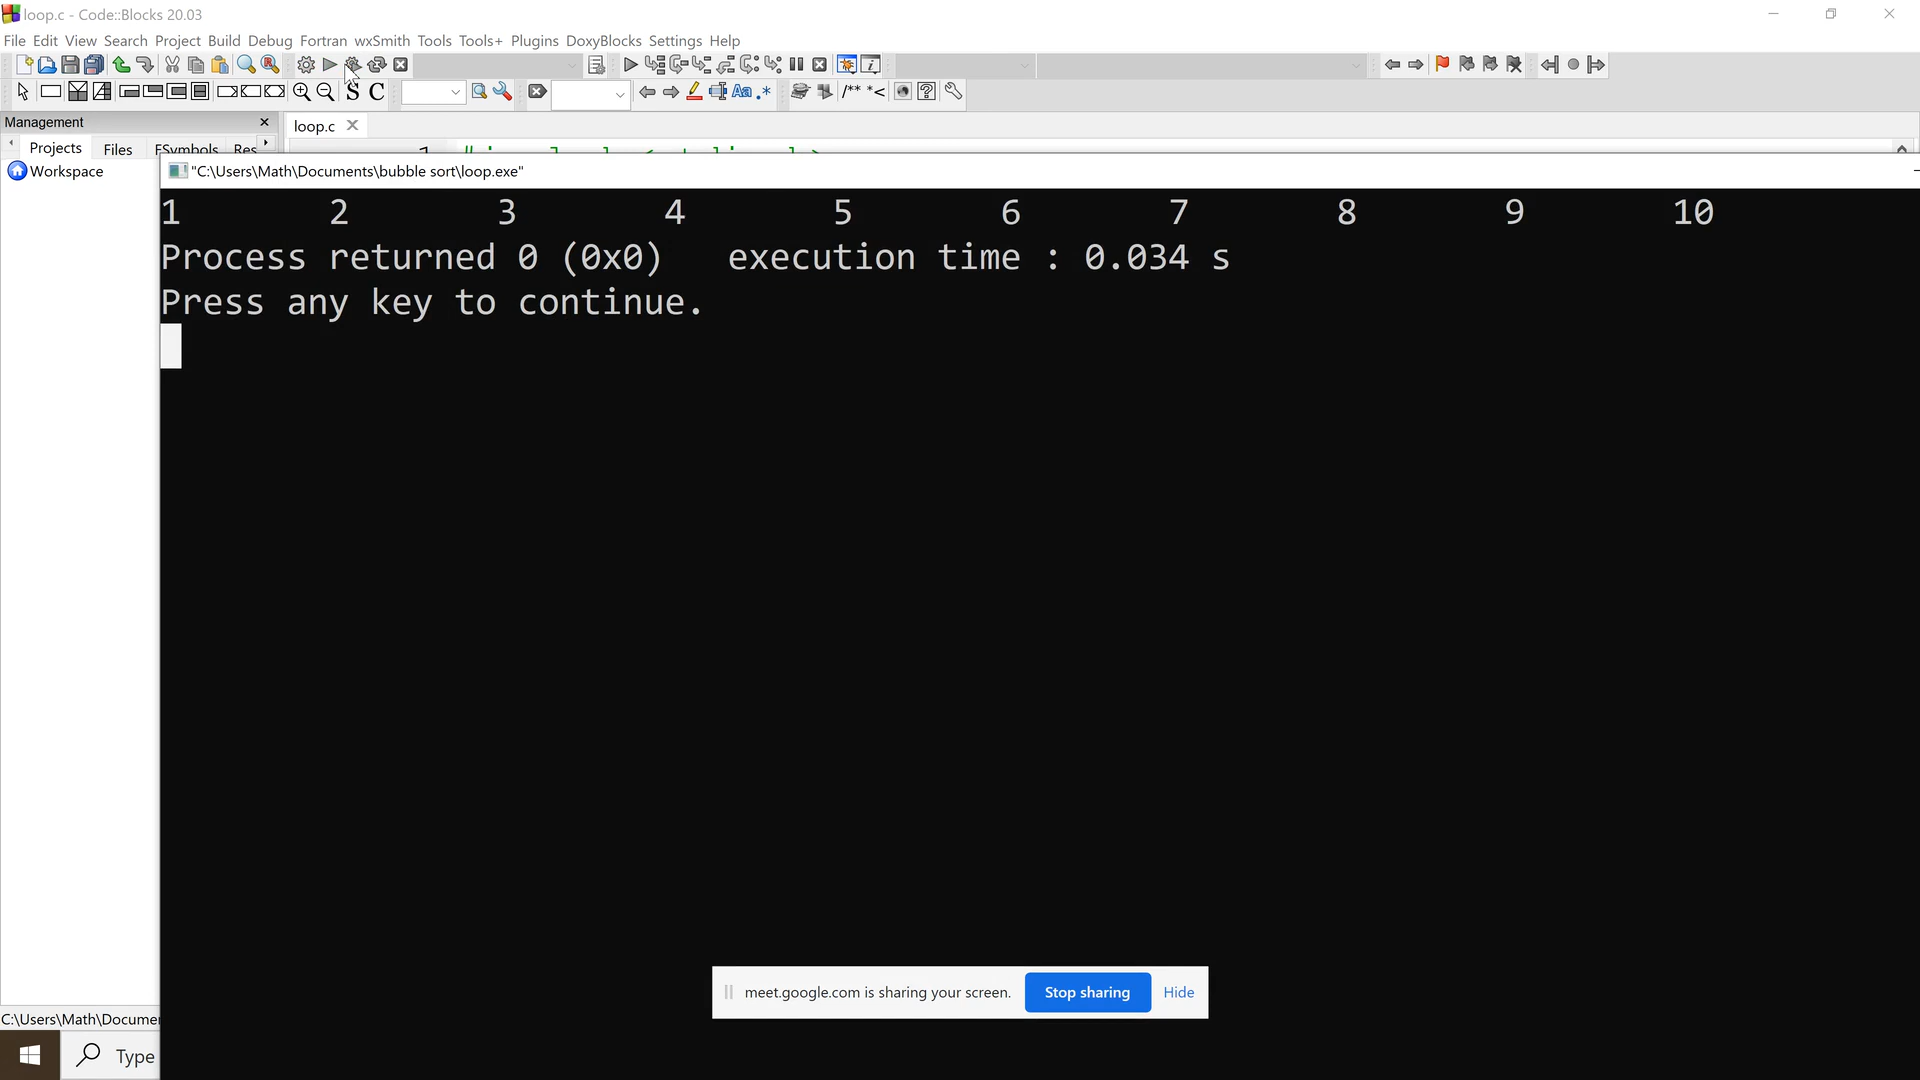 loop.c - Code::Blocks 20.03
File Edit View Search Project Build Debug Fortran wxSmith Tools Tools+ Plugins DoxyBlocks Settings Help
S C
Aa .*
/** *<
Management
loop.c
Projects Files FSymbols Res
1
Workspace
"C:\Users\Math\Documents\bubble sort\loop.exe"
1 2 3 4 5 6 7 8 9 10
Process returned 0 (0x0) execution time : 0.034 s
Press any key to continue.
meet.google.com is sharing your screen. Stop sharing Hide
C:\Users\Math\Docume
Type